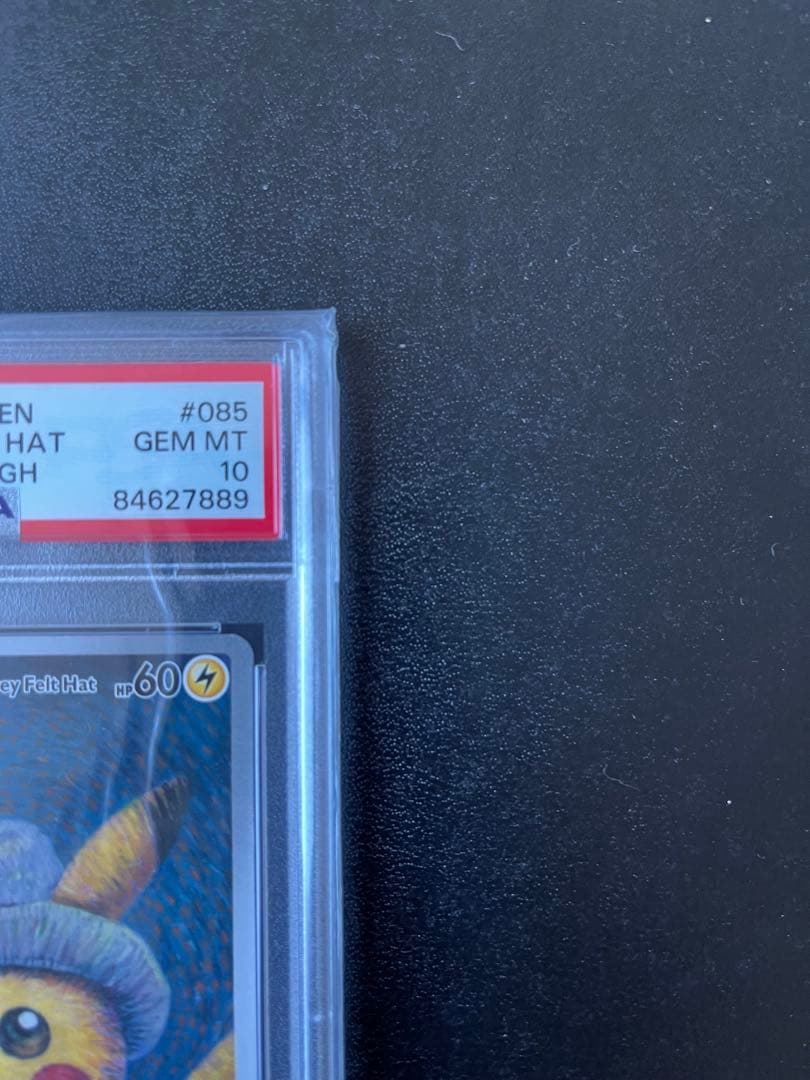 EN #085
HAT GEM MT
GH 10
A 84627889
ey Felt Hat HP60